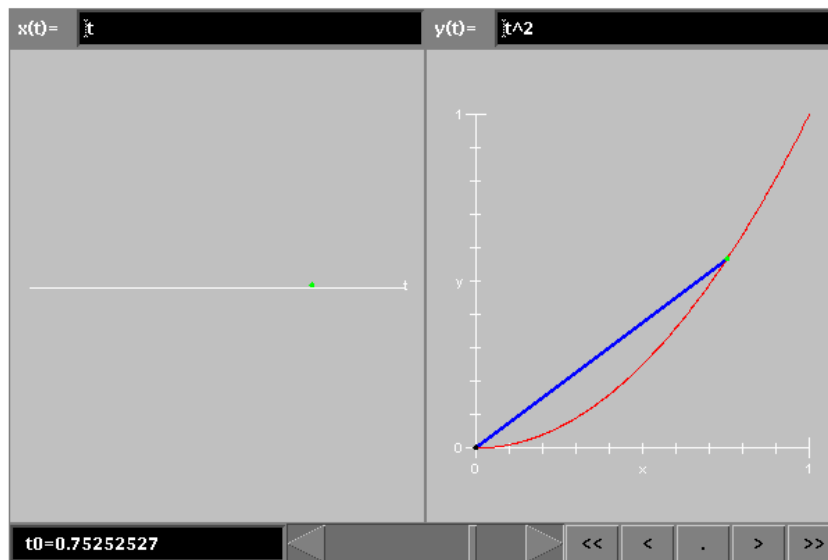 x(t)= t
y(t)= t^2
t
1
y
0
0 x 1
t0=0.75252527
<< < . > >>